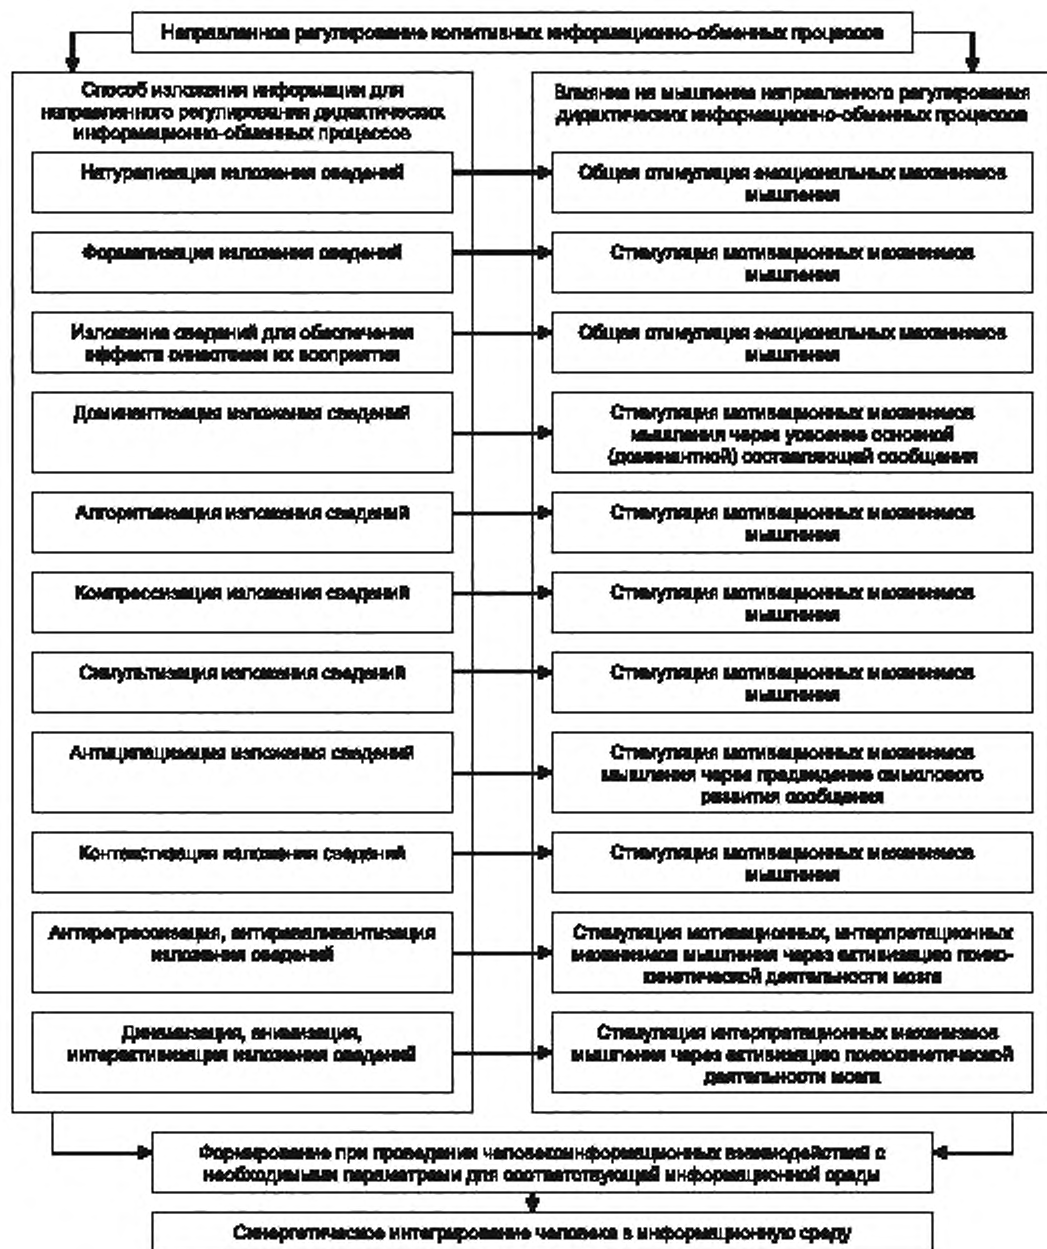 Направленное регулирование когнитивных информационно-обменных процессов
Способ изложения информации для
направленного регулирования дидактических
информационно-обменных процессов
Влияние на мышление направленного регулирования
дидактических информационно-обменных процессов
Натурализация изложения сведений
Общая стимуляция эмоциональных механизмов
мышления
Формализация изложения сведений
Стимуляция мотивационных механизмов
мышления
Изложение сведений для обеспечения
эффекта синестезии их восприятия
Общая стимуляция эмоциональных механизмов
мышления
Доминантизация изложения сведений
Стимуляция мотивационных механизмов
мышления через усвоение основной
(доминантной) составляющей сообщения
Алгоритмизация изложения сведений
Стимуляция мотивационных механизмов
мышления
Компрессизация изложения сведений
Стимуляция мотивационных механизмов
мышления
Симультизация изложения сведений
Стимуляция мотивационных механизмов
мышления
Антиципацизация изложения сведений
Стимуляция мотивационных механизмов
мышления через предвидение смыслового
развития сообщения
Контекстизация изложения сведений
Стимуляция мотивационных механизмов
мышления
Антирегрессизация, антиравалвантизация
изложения сведений
Стимуляция мотивационных, интерпретационных
механизмов мышления через активизацию психо-
кинетической деятельности мозга
Динамизация, анимизация,
интерактивизация изложения сведений
Стимуляция интерпретационных механизмов
мышления через активизацию психокинетической
деятельности мозга
Формирование при проведении человекоинформационных взаимодействий с
необходимыми параметрами для соответствующей информационной среды
Синергетическое интегрирование человека в информационную среду